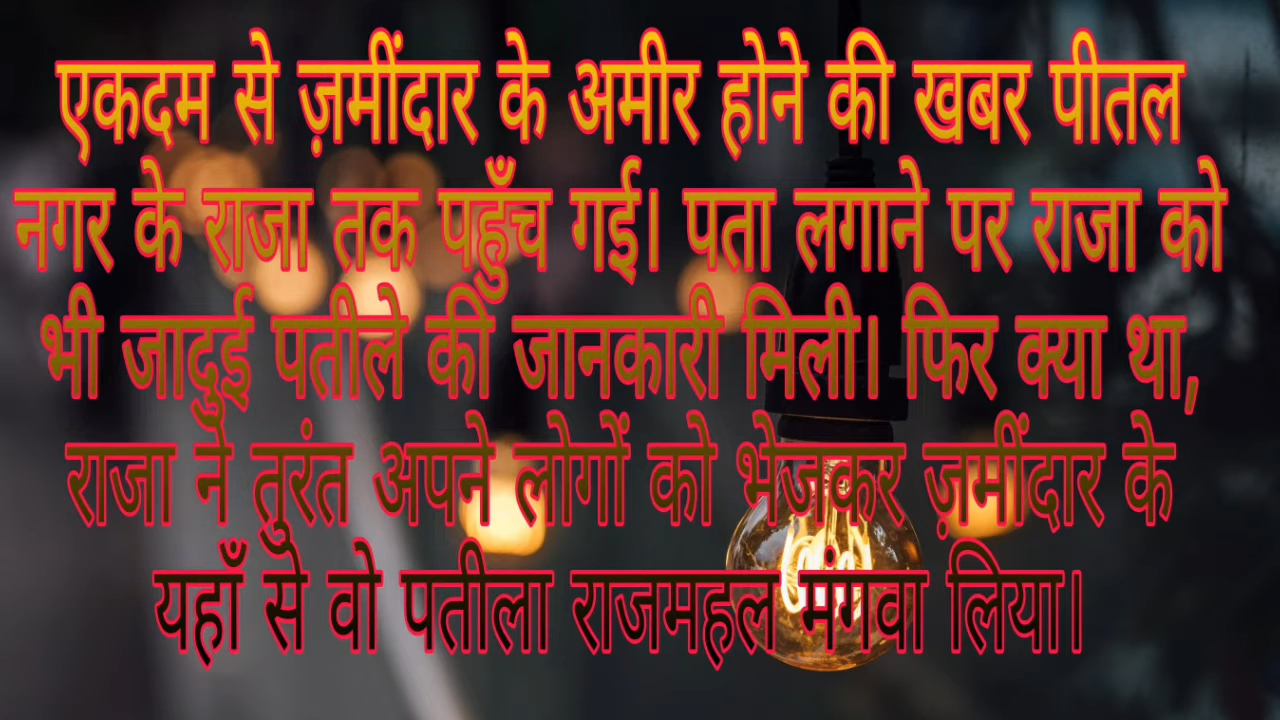 एकदम से ज़मींदार के अमीर होने की खबर पीतल
नगर के राजा तक पहुँच गई। पता लगाने पर राजा को
भी जादुई पतीले की जानकारी मिली। फिर क्या था,
राजा ने तुरंत अपने लोगों को भेजकर ज़मींदार के
यहाँ से वो पतीला राजमहल मंगवा लिया।